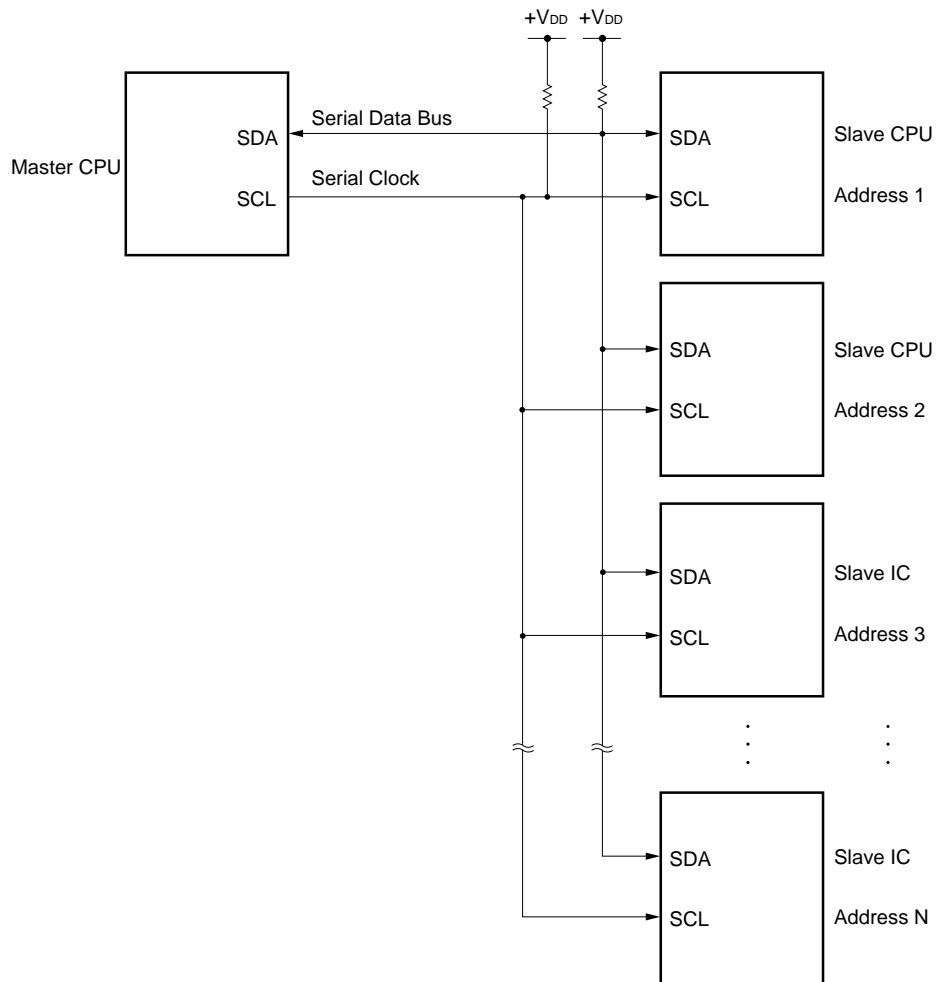 +VDD +VDD
Master CPU
SDA
SCL
Serial Data Bus
Serial Clock
SDA
SCL
Slave CPU
Address 1
SDA
SCL
Slave CPU
Address 2
SDA
SCL
Slave IC
Address 3
SDA
SCL
Slave IC
Address N